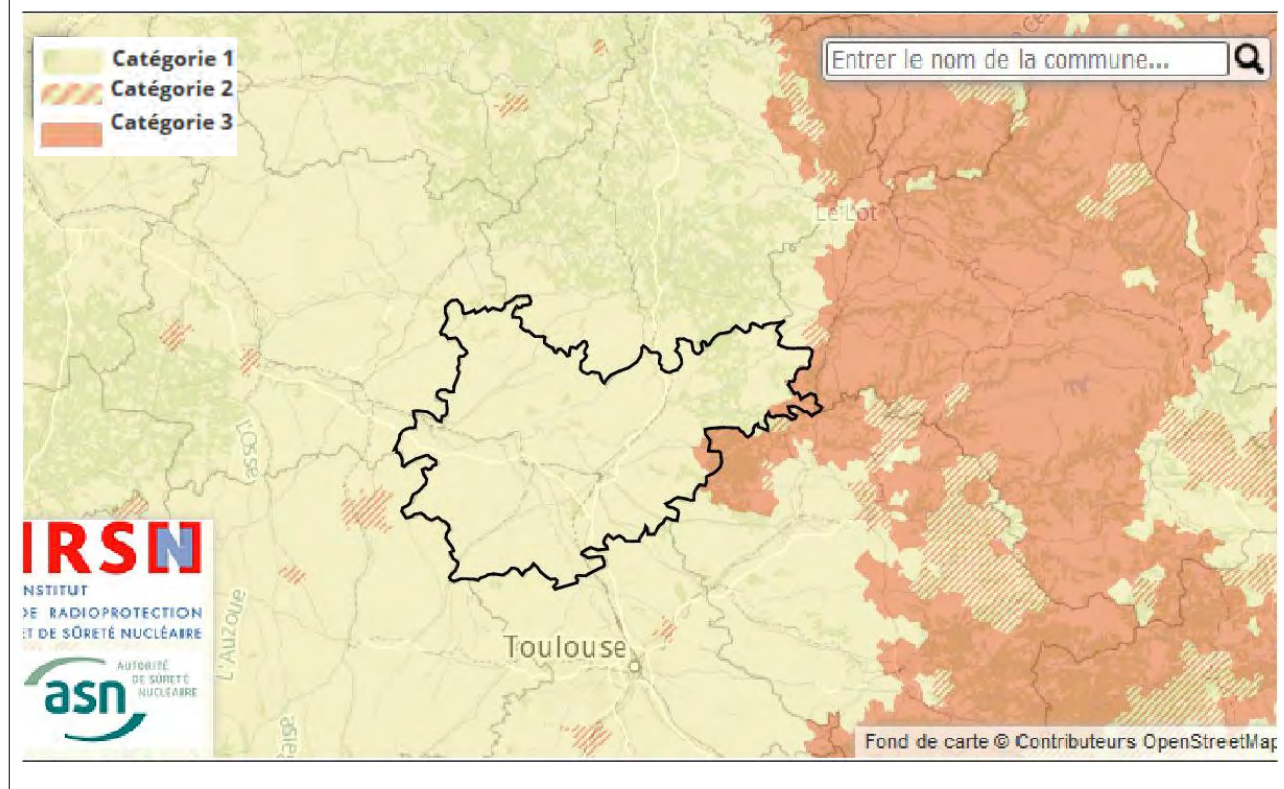 Catégorie 1
Catégorie 2
Catégorie 3
Entrer le nom de la commune...
Le Lot
L'Osse
IRSN
NSTITUT
DE RADIOPROTECTION
ET DE SÛRETÉ NUCLÉAIRE
L'Auzoue
Toulouse
AUTORITÉ
DE SÛRETÉ
NUCLÉAIRE
asn
Fond de carte © Contributeurs OpenStreetMap